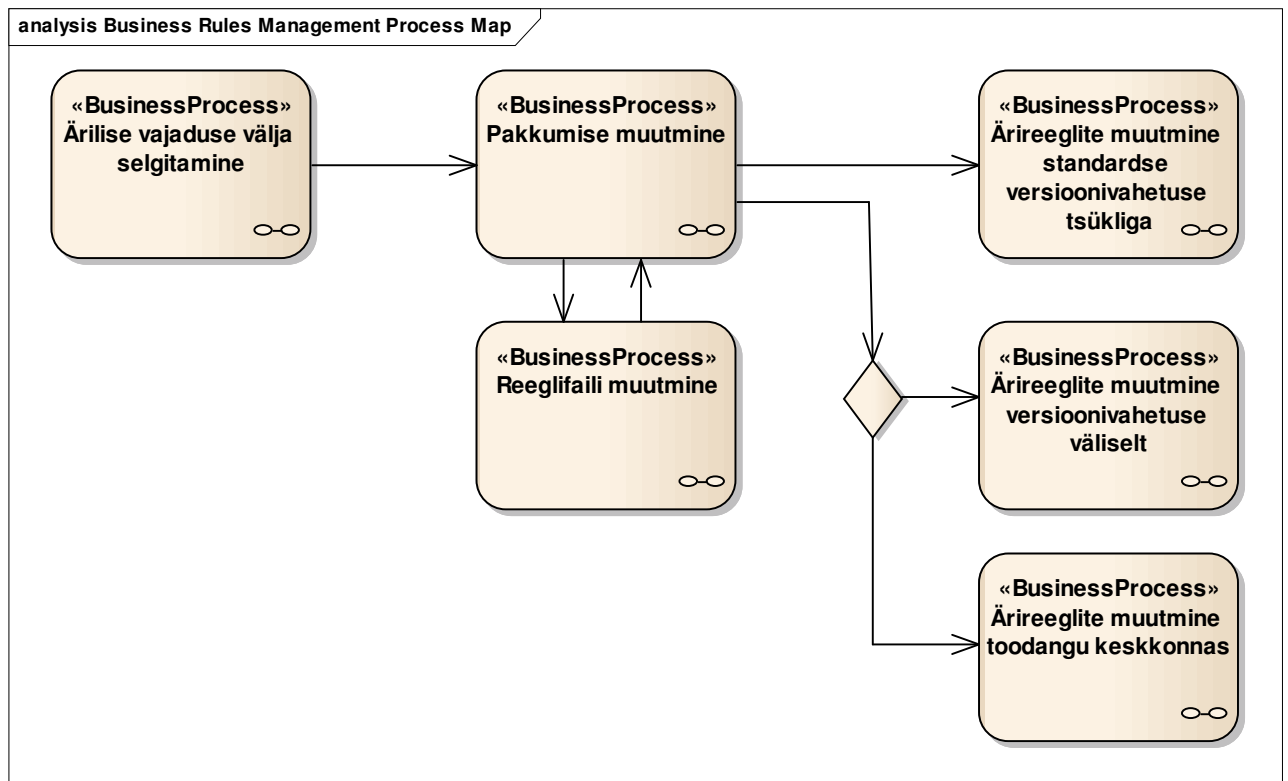 analysis Business Rules Management Process Map
«BusinessProcess»
Ärilise vajaduse välja
selgitamine
«BusinessProcess»
Pakkumise muutmine
«BusinessProcess»
Ärireeglite muutmine
standardse
versioonivahetuse
tsükliga
«BusinessProcess»
Reeglifaili muutmine
«BusinessProcess»
Ärireeglite muutmine
versioonivahetuse
väliselt
«BusinessProcess»
Ärireeglite muutmine
toodangu keskkonnas